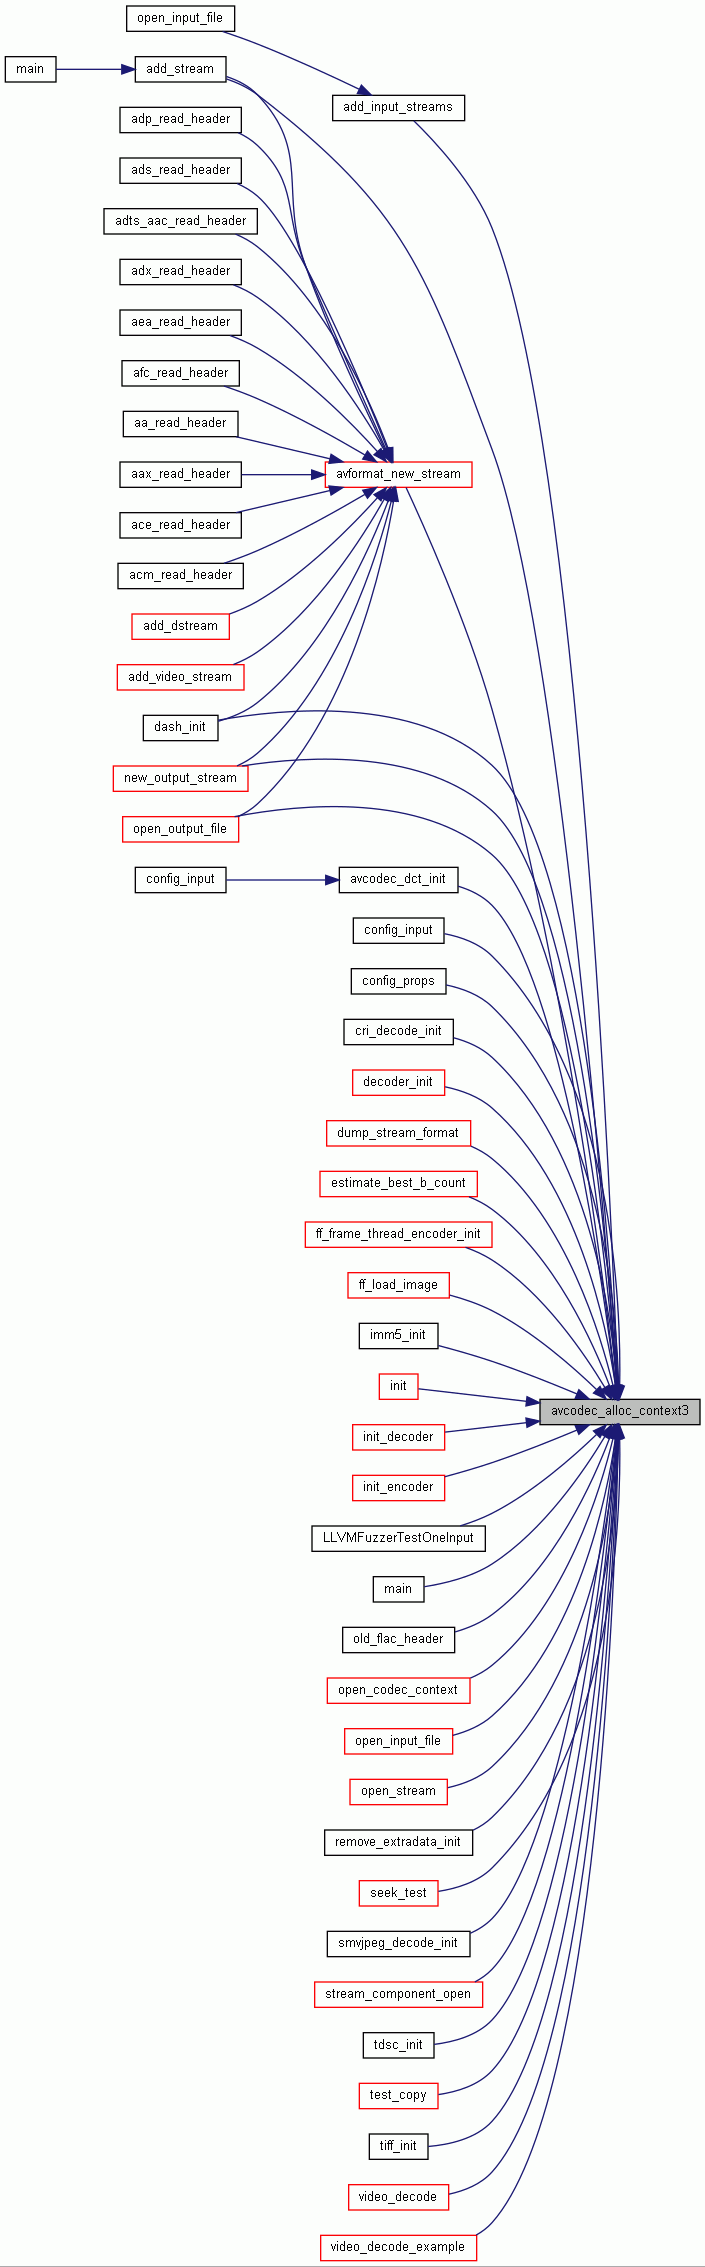 open_input_file
main
add_stream
add_input_streams
adp_read_header
ads_read_header
adts_aac_read_header
adx_read_header
aea_read_header
afc_read_header
aa_read_header
aax_read_header
avformat_new_stream
ace_read_header
acm_read_header
add_dstream
add_video_stream
dash_init
new_output_stream
open_output_file
config_input
avcodec_dct_init
config_input
config_props
cri_decode_init
decoder_init
dump_stream_format
estimate_best_b_count
ff_frame_thread_encoder_init
ff_load_image
imm5_init
init
avcodec_alloc_context3
init_decoder
init_encoder
LLVMFuzzerTestOneInput
main
old_flac_header
open_codec_context
open_input_file
open_stream
remove_extradata_init
seek_test
smvjpeg_decode_init
stream_component_open
tdsc_init
test_copy
tiff_init
video_decode
video_decode_example